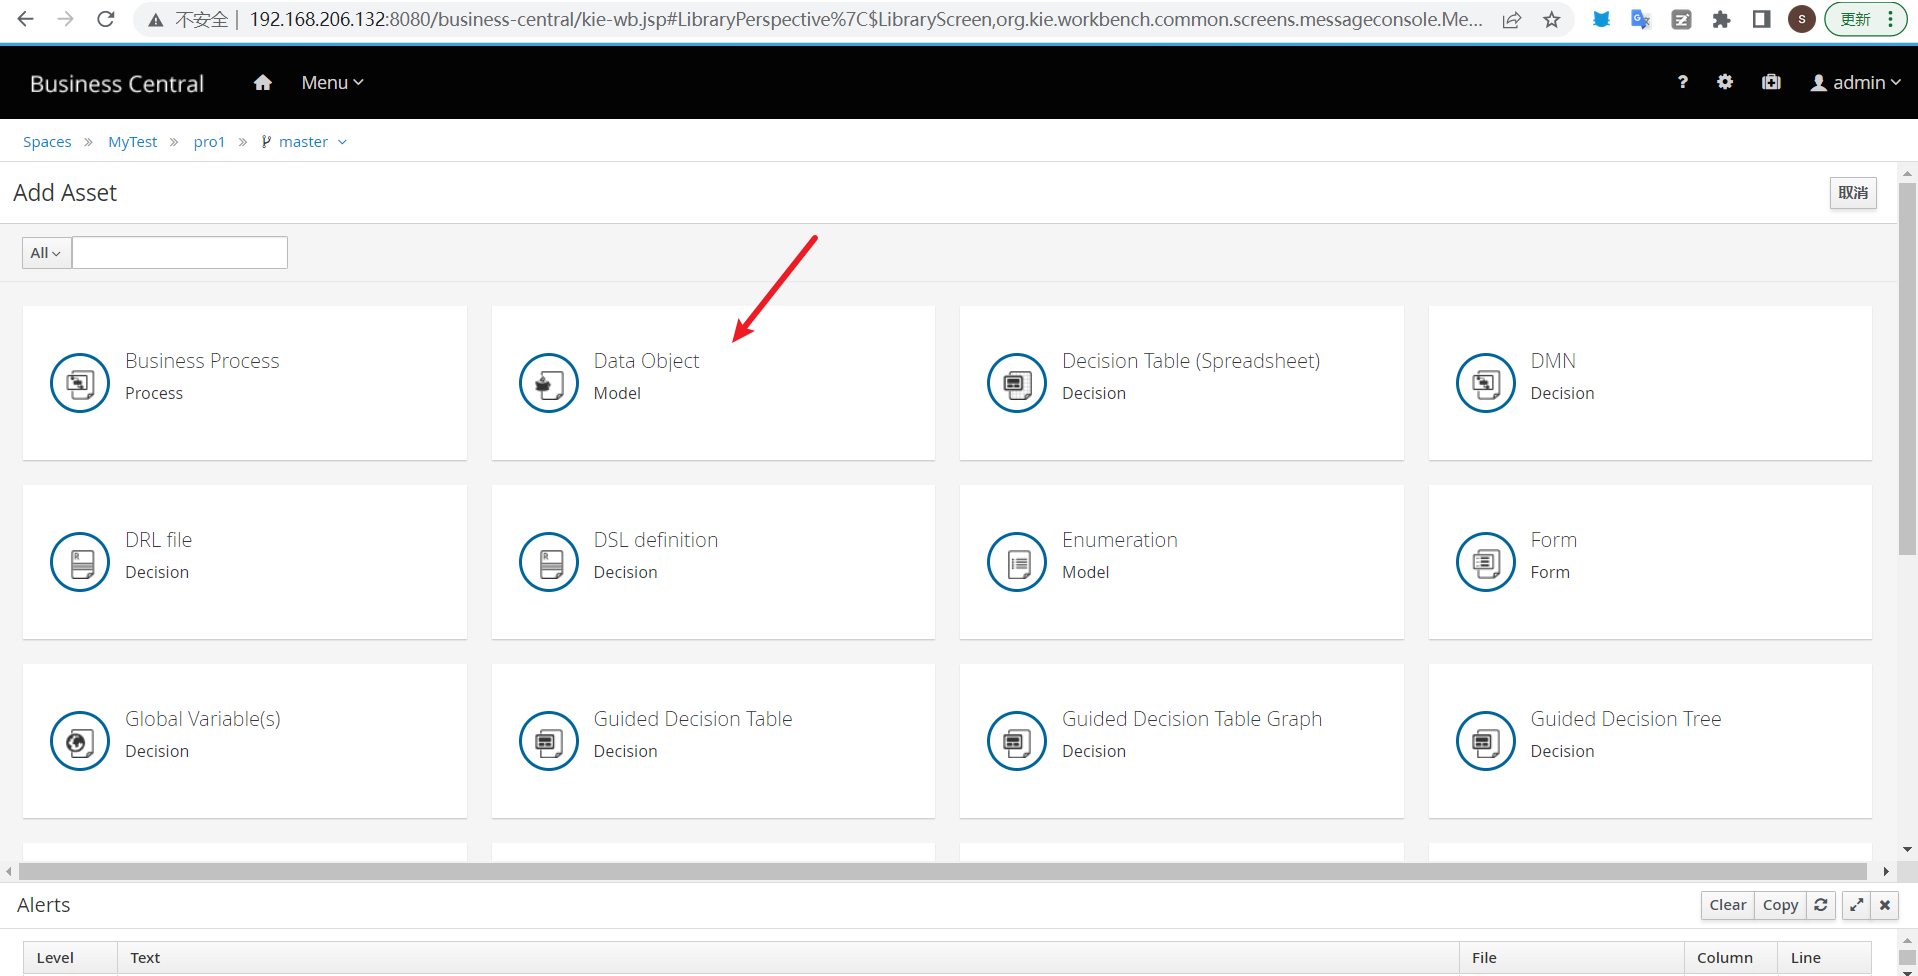 不安全 192.168.206.132:8080/business-central/kie-wb.jsp#LibraryPerspective%7C$LibraryScreen,org.kie.workbench.common.screens.messageconsole.Me... S 更新
Business Central Menu ? admin
Spaces » MyTest » pro1 » master
Add Asset 取消
All
Business Process Data Object Decision Table (Spreadsheet) DMN
Process Model Decision Decision
DRL file DSL definition Enumeration Form
Decision Decision Model Form
Global Variable(s) Guided Decision Table Guided Decision Table Graph Guided Decision Tree
Decision Decision Decision Decision
Alerts Clear Copy
Level Text File Column Line